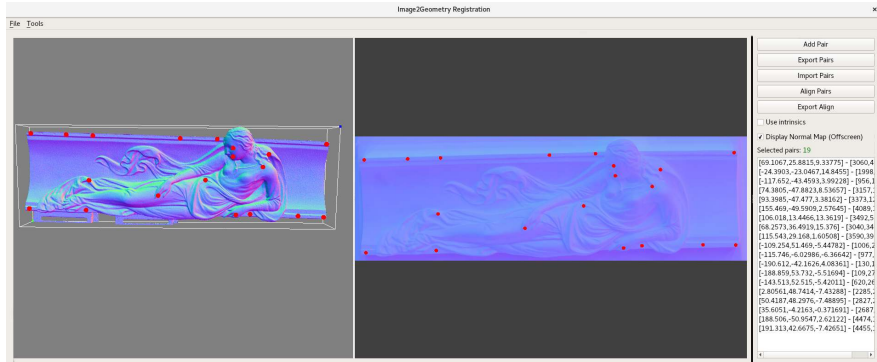 Image2Geometry Registration
×
File Tools
Add Pair
Export Pairs
Import Pairs
Align Pairs
Export Align
Use intrinsics
Display Normal Map (Offscreen)
Selected pairs: 19
[69.1067,25.8815,9.33775] - [3060,4
[-24.3903,-23.0467,14.8455] - [1998,
[-117.652,-43.4593,3.99228] - [956,1
[74.3805,-47.8823,8.53657] - [3157,
[93.3985,-47.477,3.38162] - [3373,12
[155.469,-49.5909,2.57645] - [4089,
[106.018,13.4466,13.3619] - [3492,5
[68.2573,36.4919,15.376] - [3040,34
[115.543,29.168,1.60508] - [3590,39
[-109.254,51.469,-5.44782] - [1006,2
[-115.746,-6.02986,-6.36642] - [977,
[-190.612,-42.1626,4.08361] - [130,1
[-188.859,53.732,-5.51694] - [109,27
[-143.513,52.515,-5.42011] - [620,26
[2.80561,48.7414,-7.43288] - [2285,2
[50.4187,48.2976,-7.48895] - [2827,2
[35.6051,-4.2163,-0.371691] - [2687,
[188.506,-50.9547,2.62122] - [4474,
[191.313,42.6675,-7.42651] - [4455,